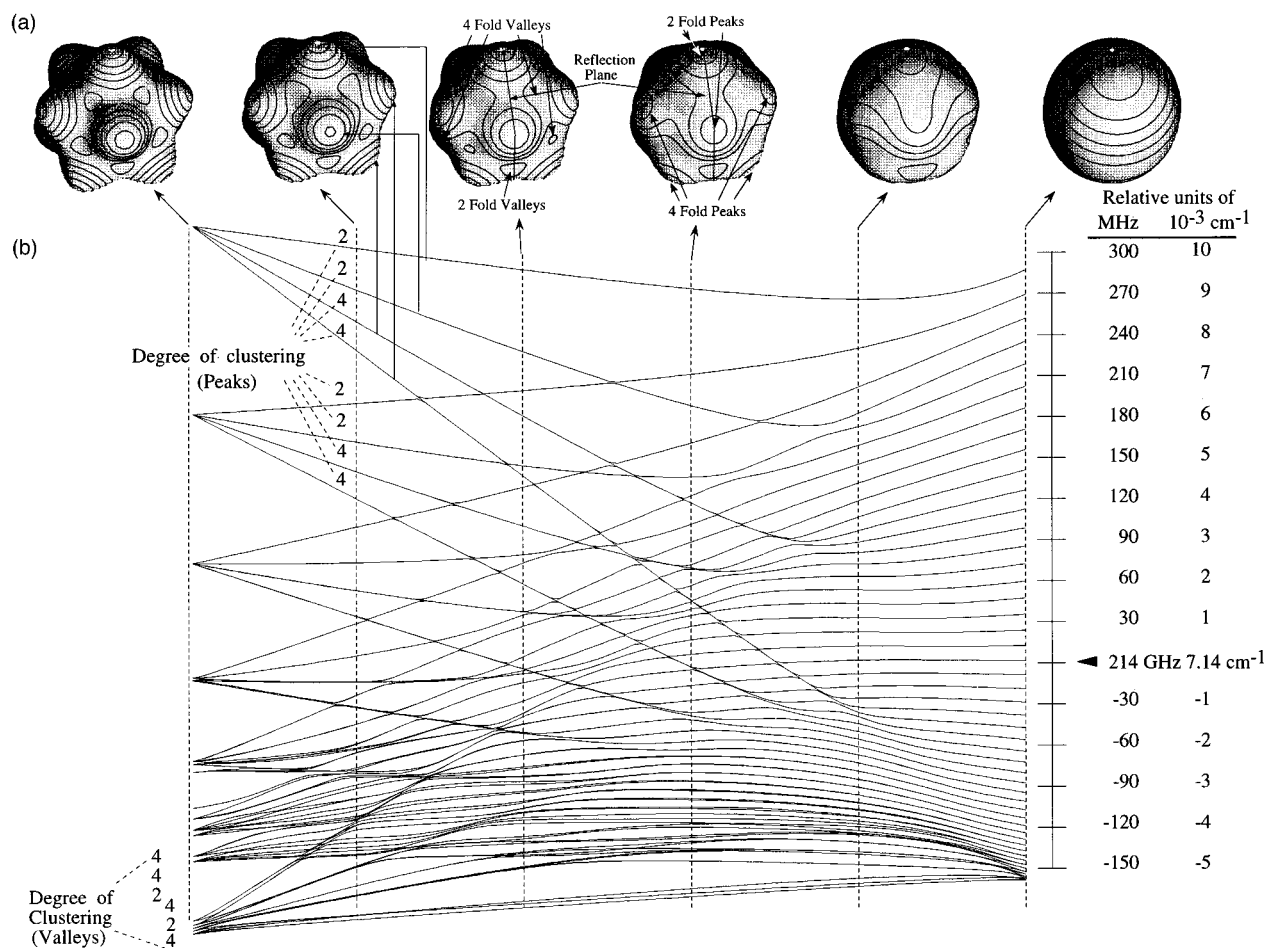 (a)
4 Fold Valleys
2 Fold Peaks
Reflection
Plane
2 Fold Valleys
4 Fold Peaks
Relative units of
MHz 10-3 cm-1
(b)
2
2
4
4
Degree of clustering
(Peaks)
2
2
4
4
300 10
270 9
240 8
210 7
180 6
150 5
120 4
90 3
60 2
30 1
214 GHz 7.14 cm-1
-30 -1
-60 -2
-90 -3
-120 -4
-150 -5
4
4
2
4
2
4
Degree of
Clustering
(Valleys)